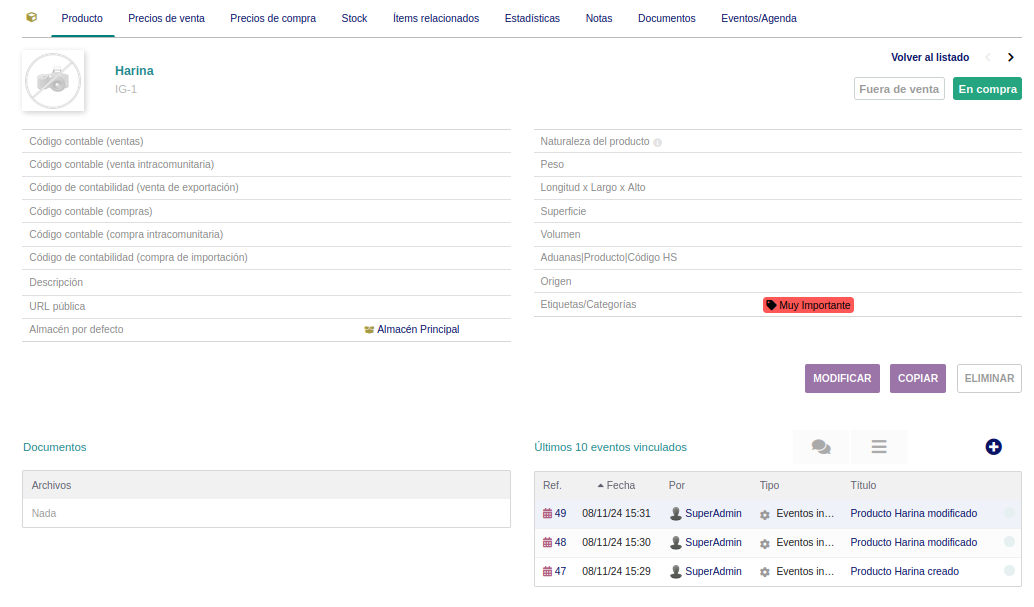 Producto Precios de venta Precios de compra Stock Ítems relacionados Estadísticas Notas Documentos Eventos/Agenda
Volver al listado
Harina
IG-1
Fuera de venta En compra
Código contable (ventas)
Código contable (venta intracomunitaria)
Código de contabilidad (venta de exportación)
Código contable (compras)
Código contable (compra intracomunitaria)
Código de contabilidad (compra de importación)
Descripción
URL pública
Almacén por defecto Almacén Principal
Naturaleza del producto
Peso
Longitud x Largo x Alto
Superficie
Volumen
Aduanas|Producto|Código HS
Origen
Etiquetas/Categorías Muy Importante
MODIFICAR COPIAR ELIMINAR
Documentos
Archivos
Nada
Últimos 10 eventos vinculados
Ref. Fecha Por Tipo Título
49 08/11/24 15:31 SuperAdmin Eventos in… Producto Harina modificado
48 08/11/24 15:30 SuperAdmin Eventos in… Producto Harina modificado
47 08/11/24 15:29 SuperAdmin Eventos in… Producto Harina creado